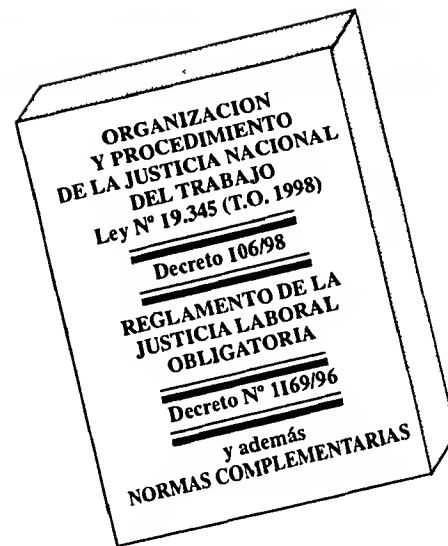 ORGANIZACION
Y PROCEDIMIENTO
DE LA JUSTICIA NACIONAL
DEL TRABAJO
Ley Nº 19.345 (T.O. 1998)
Decreto 106/98
REGLAMENTO DE LA
JUSTICIA LABORAL
OBLIGATORIA
Decreto Nº 1169/96
y además
NORMAS COMPLEMENTARIAS